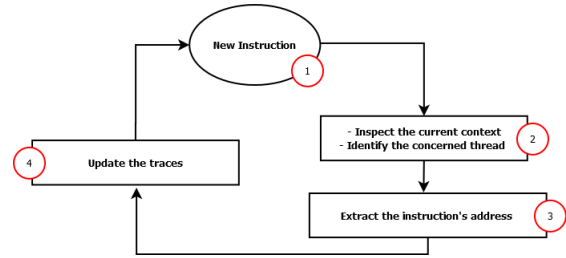 New Instruction
1
- Inspect the current context
- Identify the concerned thread
2
Extract the instruction's address
3
Update the traces
4